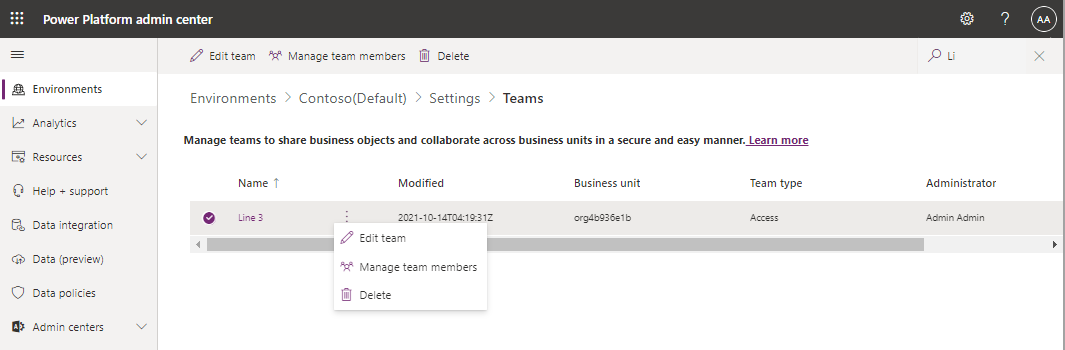 Power Platform admin center
? AA
Edit team Manage team members Delete Li
Environments
Analytics
Resources
Help + support
Data integration
Data (preview)
Data policies
Admin centers
Environments > Contoso(Default) > Settings > Teams
Manage teams to share business objects and collaborate across business units in a secure and easy manner. Learn more
Name ↑ Modified Business unit Team type Administrator
Line 3 2021-10-14T04:19:31Z org4b936e1b Access Admin Admin
Edit team
Manage team members
Delete